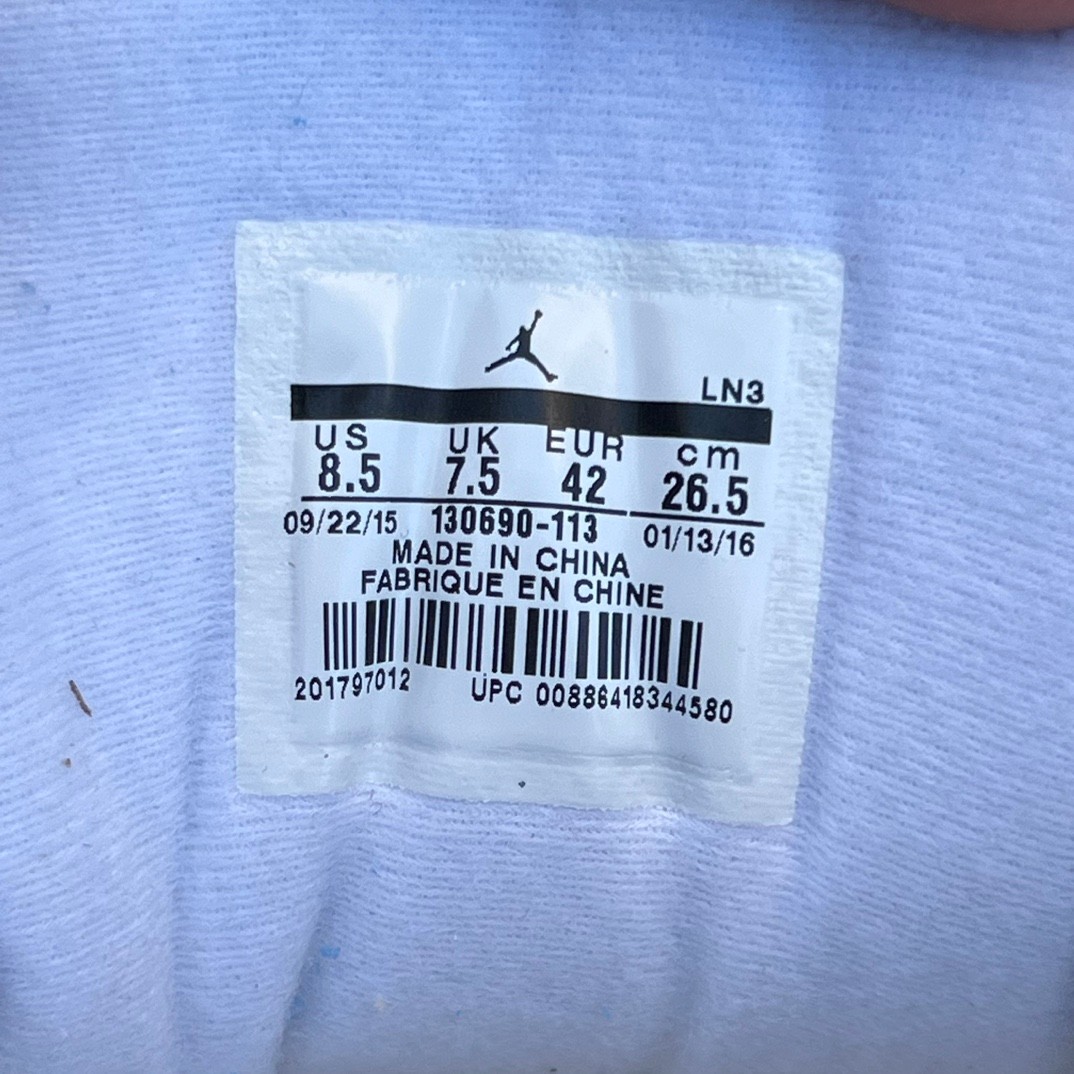 LN3
US UK EUR cm
8.5 7.5 42 26.5
09/22/15 130690-113 01/13/16
MADE IN CHINA
FABRIQUE EN CHINE
201797012 UPC 00886418344580